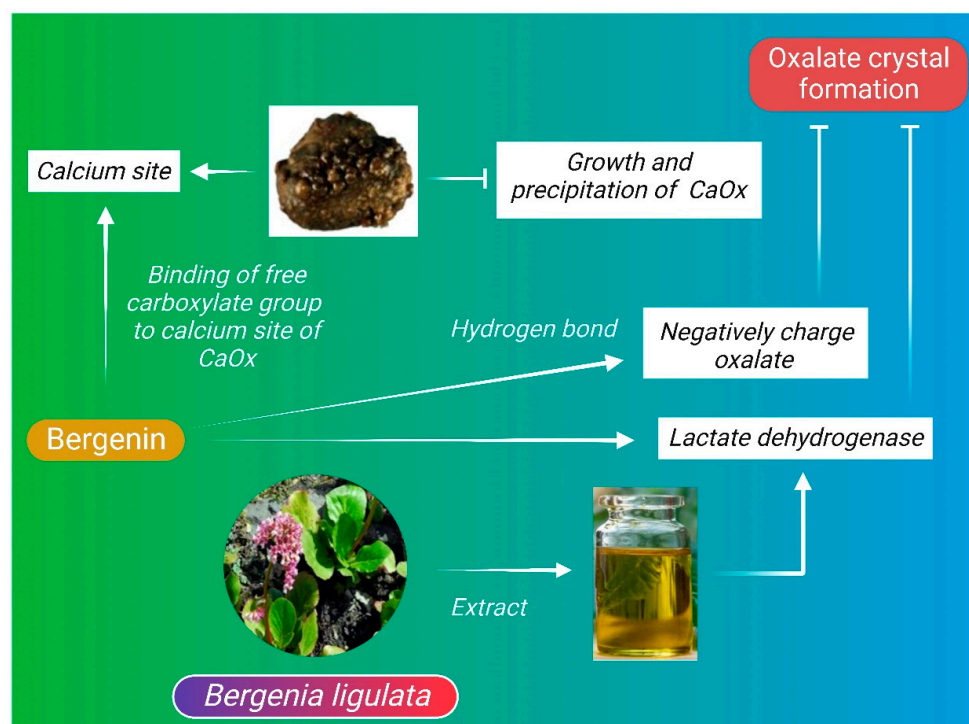 Oxalate crystal
formation
Calcium site
Growth and
precipitation of CaOx
Binding of free
carboxylate group
to calcium site of
CaOx
Hydrogen bond
Negatively charge
oxalate
Bergenin
Lactate dehydrogenase
Extract
Bergenia ligulata